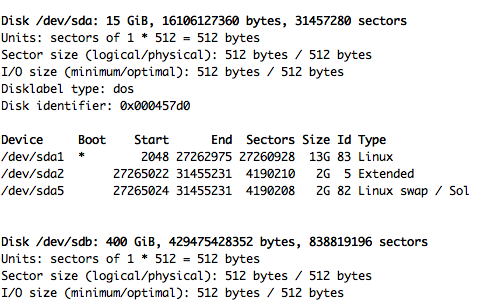 Disk /dev/sda: 15 GiB, 16106127360 bytes, 31457280 sectors
Units: sectors of 1 * 512 = 512 bytes
Sector size (logical/physical): 512 bytes / 512 bytes
I/O size (minimum/optimal): 512 bytes / 512 bytes
Disklabel type: dos
Disk identifier: 0x000457d0
Device Boot Start End Sectors Size Id Type
/dev/sda1 * 2048 27262975 27260928 13G 83 Linux
/dev/sda2 27265022 31455231 4190210 2G 5 Extended
/dev/sda5 27265024 31455231 4190208 2G 82 Linux swap / Sol
Disk /dev/sdb: 400 GiB, 429475428352 bytes, 838819196 sectors
Units: sectors of 1 * 512 = 512 bytes
Sector size (logical/physical): 512 bytes / 512 bytes
I/O size (minimum/optimal): 512 bytes / 512 bytes